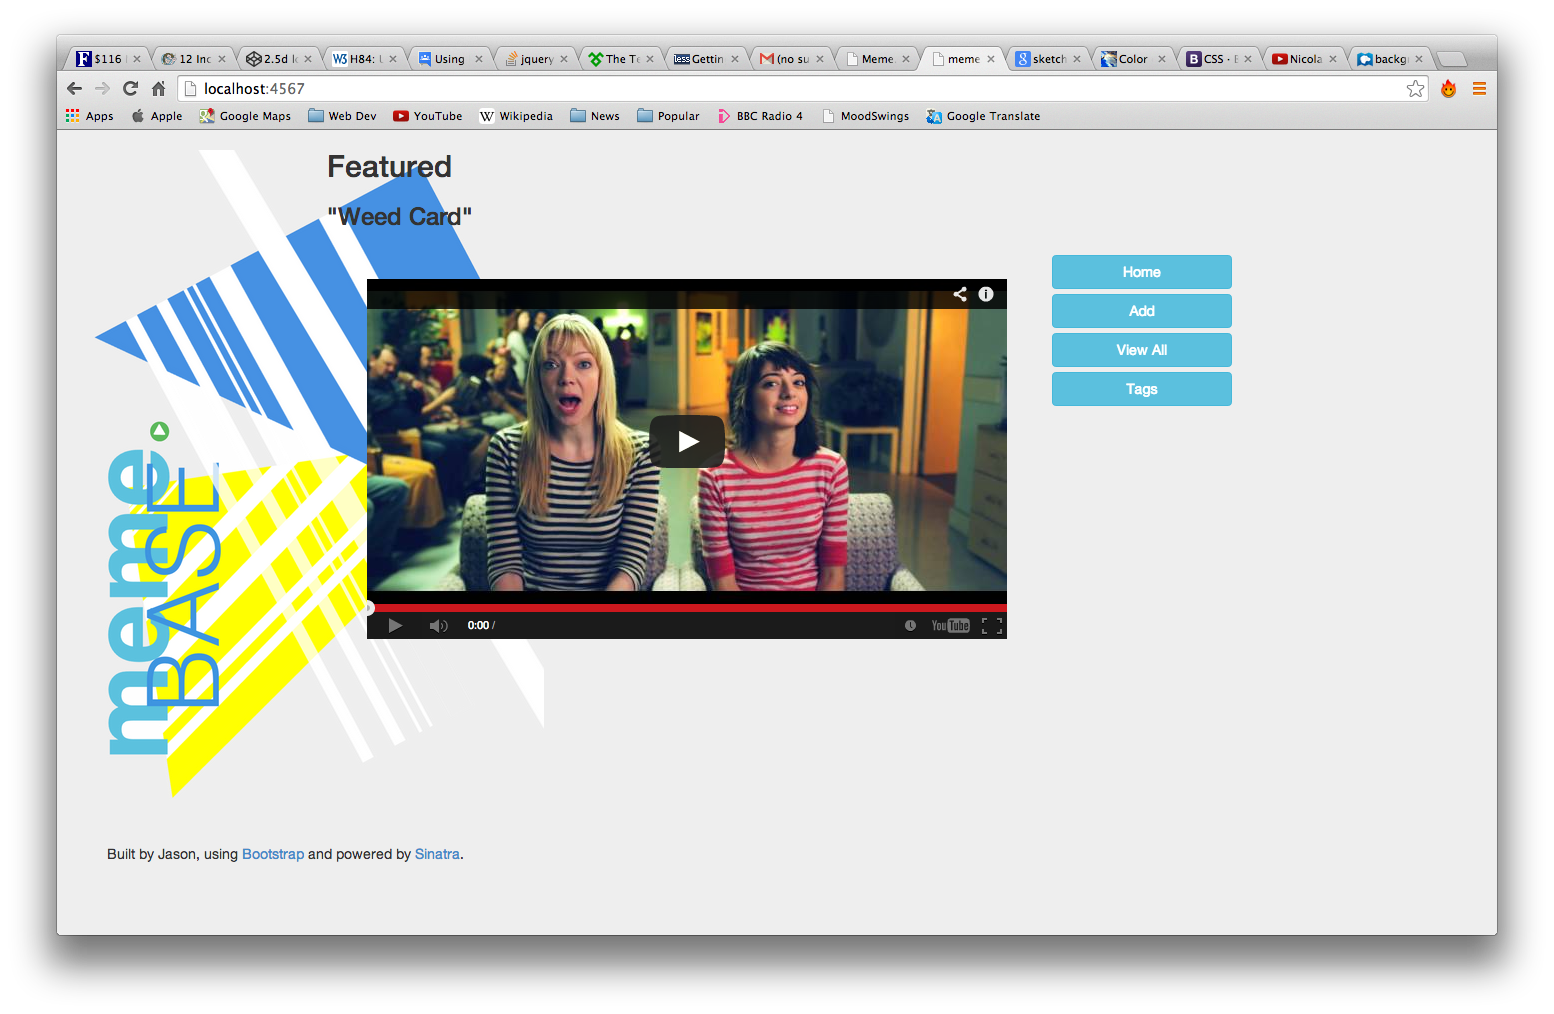 $116
12 Inc
2.5d
H84:
Using
jquery
The Te
less Gettin
(no su
Meme.
meme
sketch
Color
CSS ·
Nicola
backg
localhost:4567
Apps
Apple
Google Maps
Web Dev
YouTube
Wikipedia
News
Popular
BBC Radio 4
MoodSwings
Google Translate
Featured
"Weed Card"
Home
Add
View All
Tags
meme
BASE
0:00 /
YouTube
Built by Jason, using Bootstrap and powered by Sinatra.